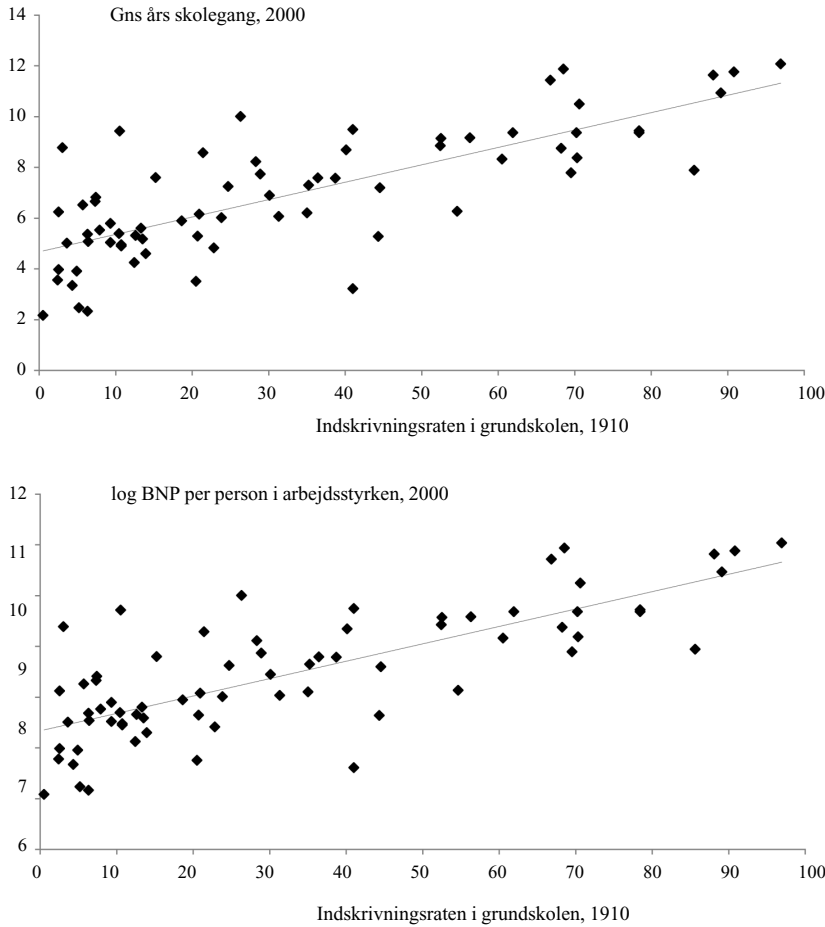 Gns års skolegang, 2000
14
12
10
8
6
4
2
0
0 10 20 30 40 50 60 70 80 90 100
Indskrivningsraten i grundskolen, 1910
log BNP per person i arbejdsstyrken, 2000
12
11
10
9
8
7
6
0 10 20 30 40 50 60 70 80 90 100
Indskrivningsraten i grundskolen, 1910